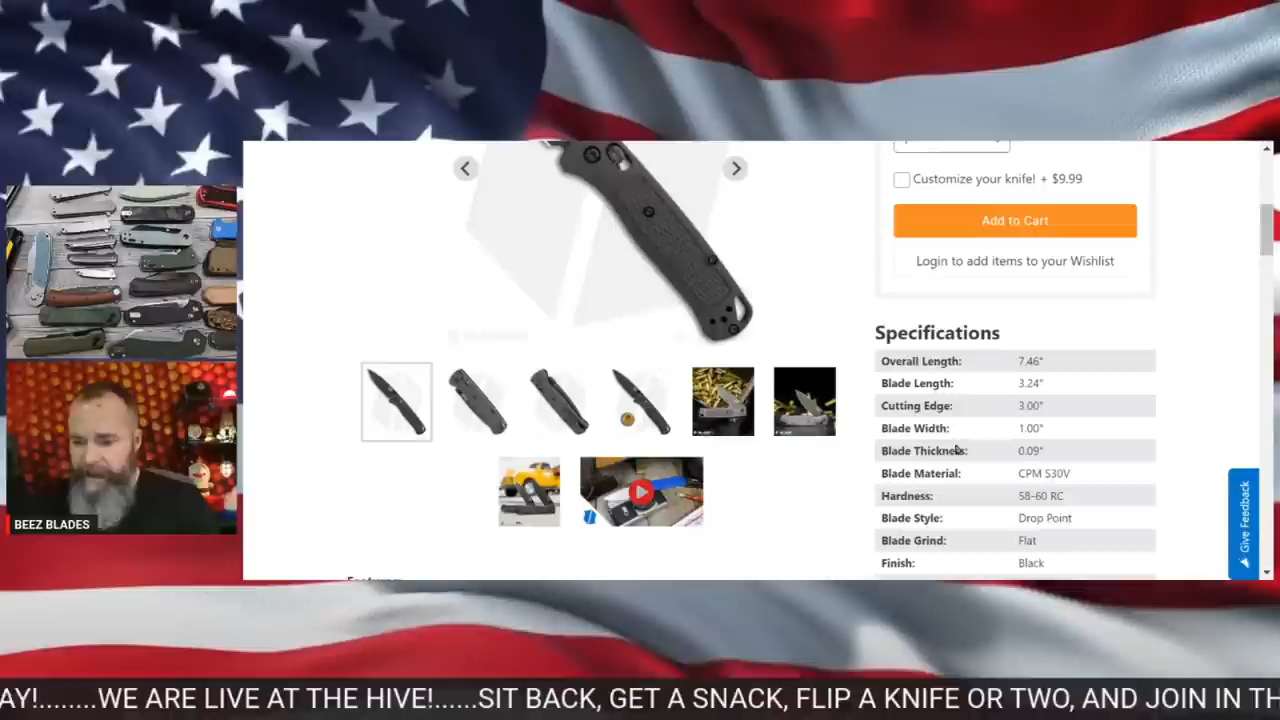 Customize your knife! + $9.99
Add to Cart
Login to add items to your Wishlist
Specifications
Overall Length: 7.46"
Blade Length: 3.24"
Cutting Edge: 3.00"
Blade Width: 1.00"
Blade Thickness: 0.09"
Blade Material: CPM S30V
Hardness: 58-60 RC
Blade Style: Drop Point
Blade Grind: Flat
Finish: Black
Give Feedback
BEEZ BLADES
AY!........WE ARE LIVE AT THE HIVE!......SIT BACK, GET A SNACK, FLIP A KNIFE OR TWO, AND JOIN IN TH